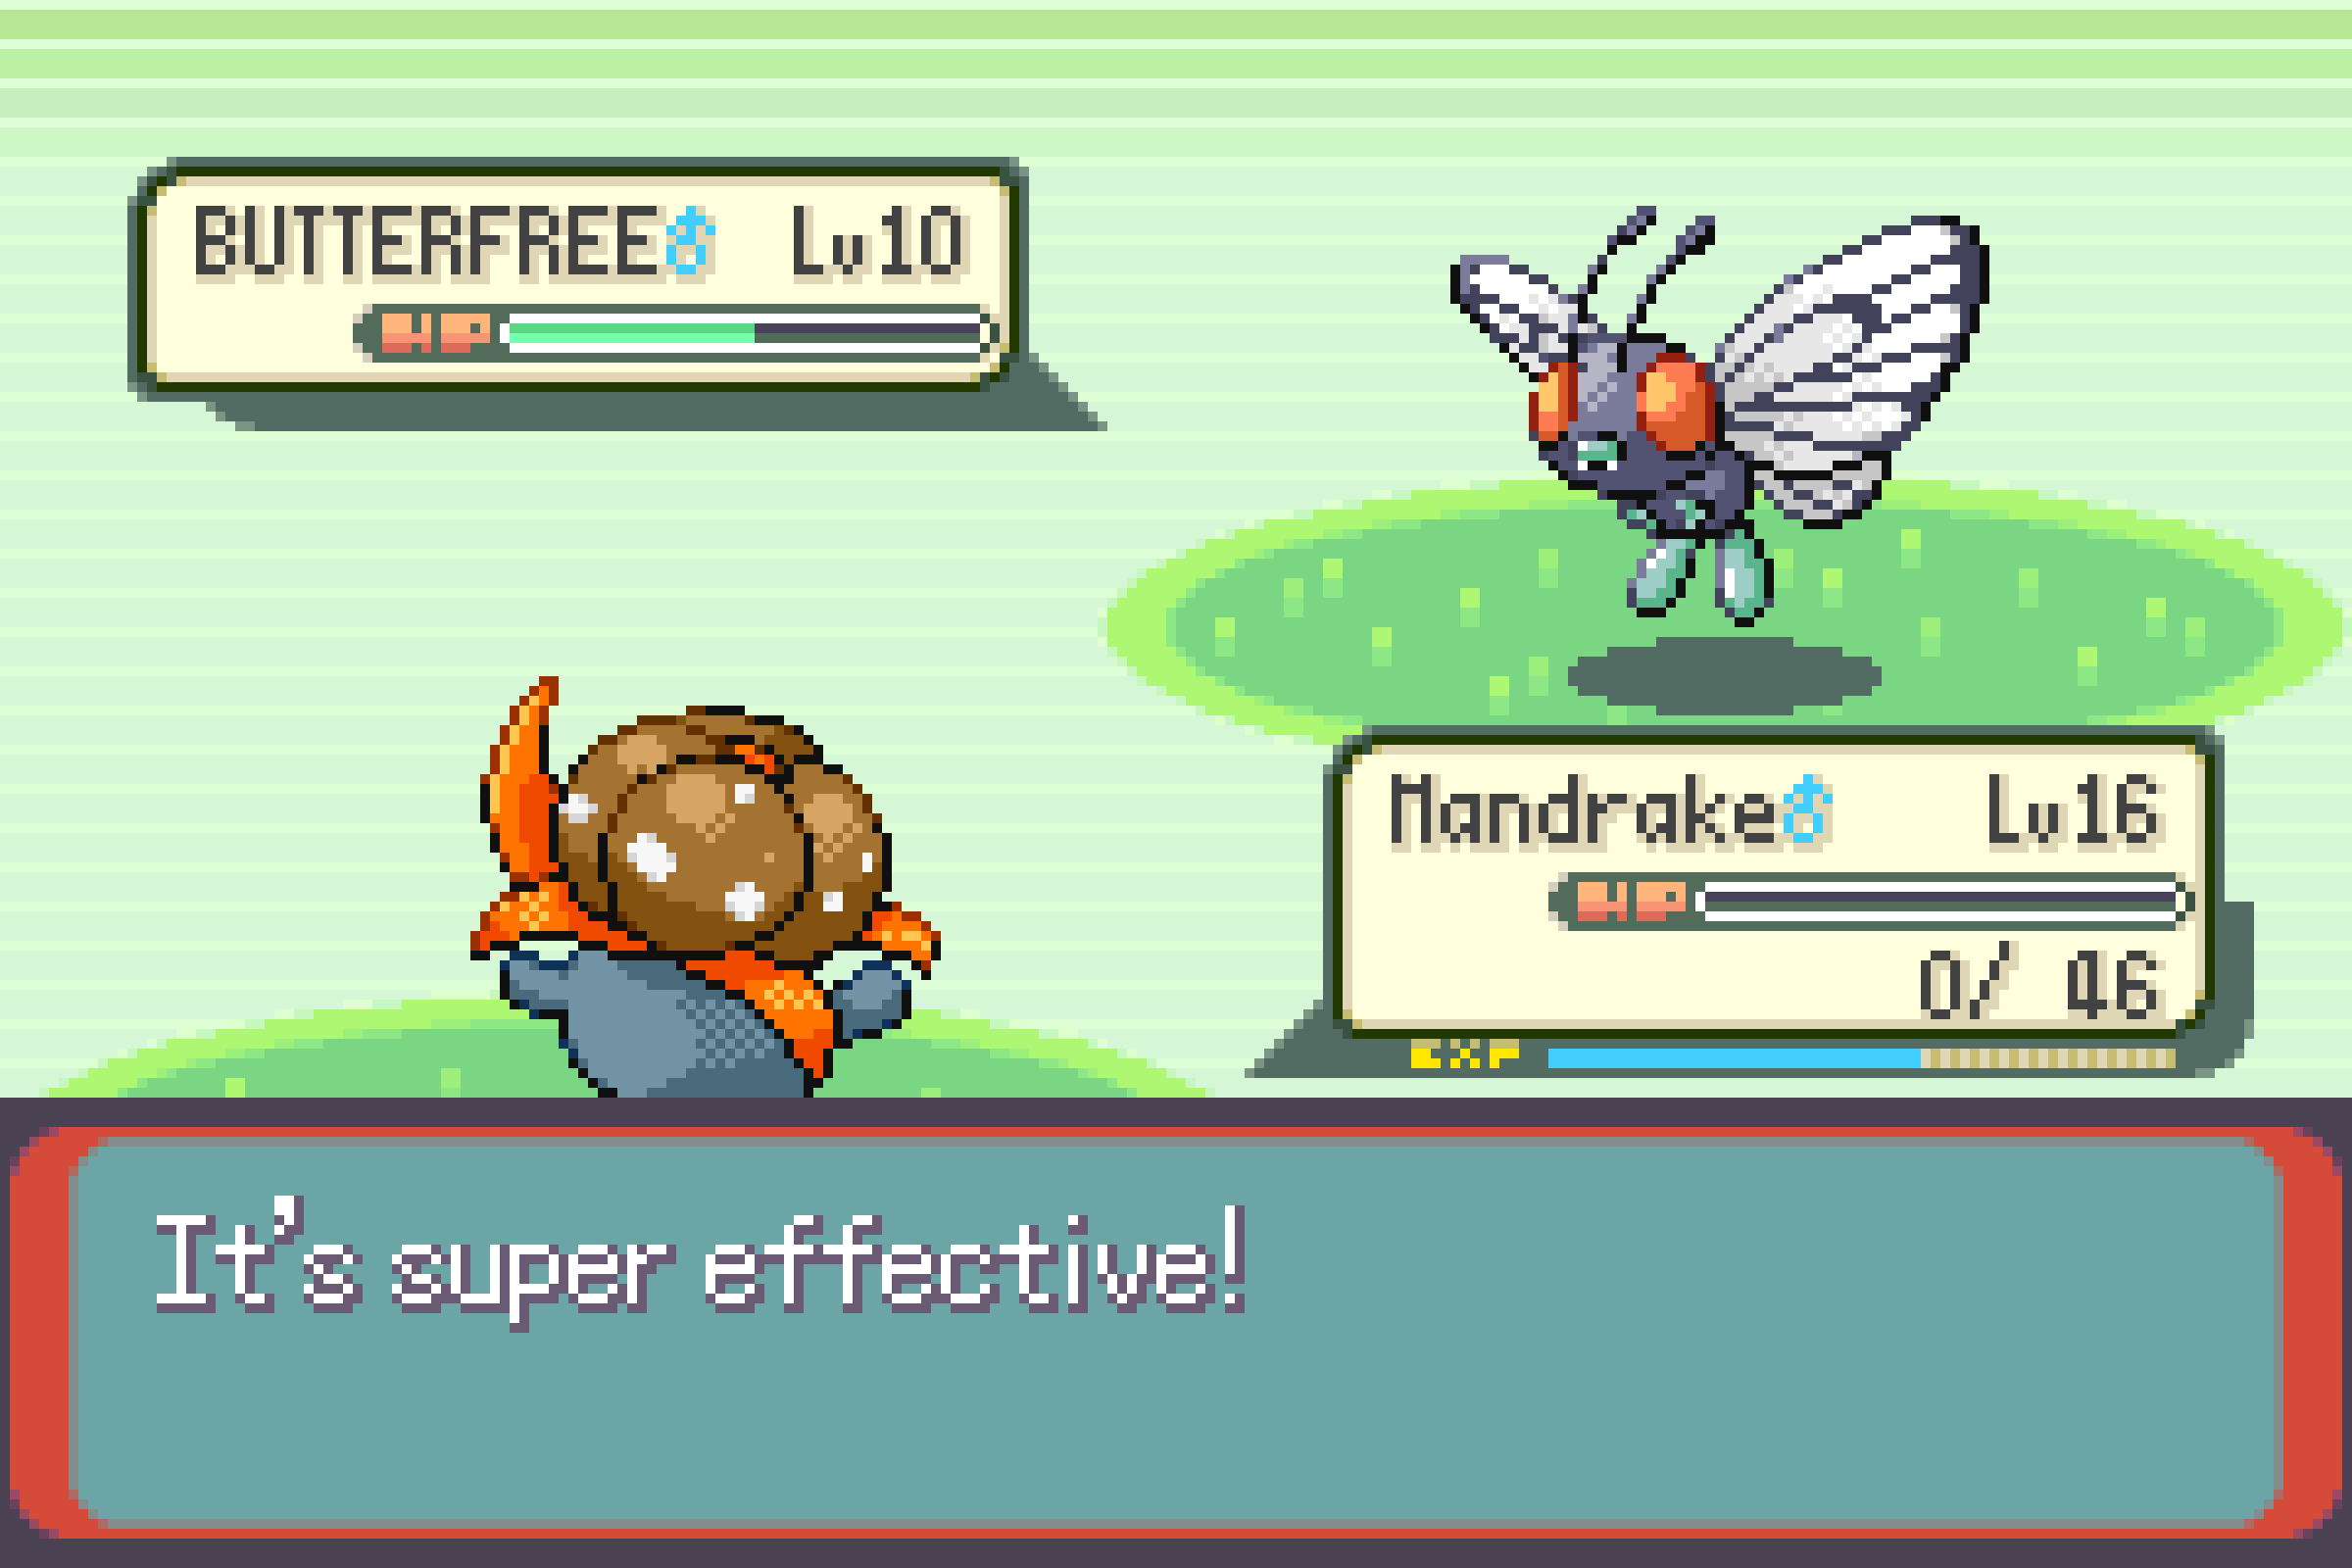 BUTTERFREE♂ Lv10
HP
Mandrake♂ Lv16
HP
0/ 46
EXP
It's super effective!